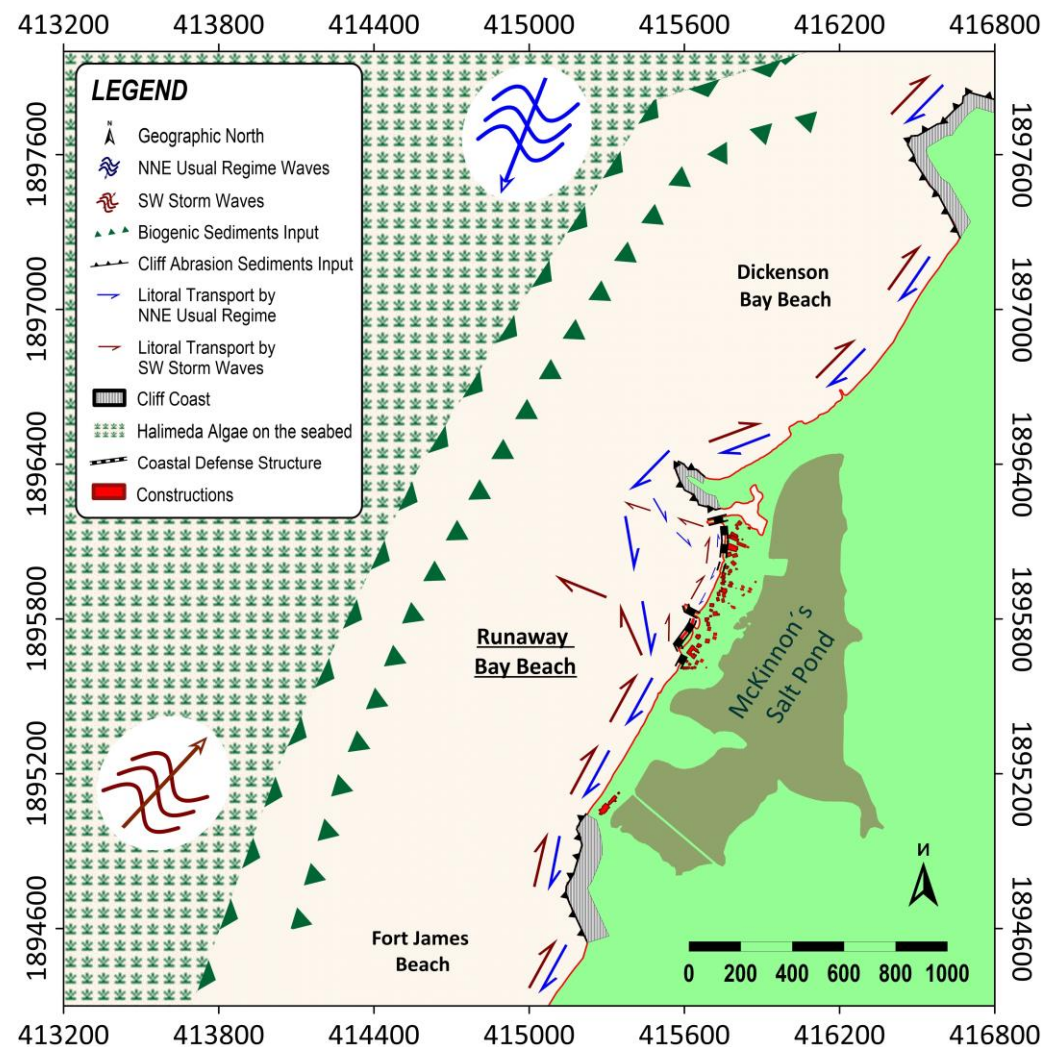 413200 413800 414400 415000 415600 416200 416800
LEGEND
N
Geographic North
NNE Usual Regime Waves
SW Storm Waves
Biogenic Sediments Input
Cliff Abrasion Sediments Input
Litoral Transport by
NNE Usual Regime
Litoral Transport by
SW Storm Waves
Cliff Coast
Halimeda Algae on the seabed
Coastal Defense Structure
Constructions
1897600
1897000
1896400
1895800
1895200
1894600
Dickenson
Bay Beach
Runaway
Bay Beach
McKinnon´s
Salt Pond
Fort James
Beach
1897600
1897000
1896400
1895800
1895200
1894600
И
0 200 400 600 800 1000
413200 413800 414400 415000 415600 416200 416800